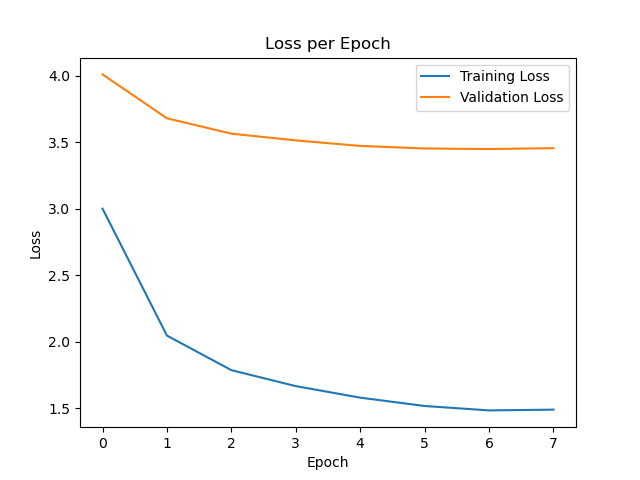 Loss per Epoch
Training Loss
Validation Loss
4.0
3.5
3.0
2.5
2.0
1.5
Loss
0 1 2 3 4 5 6 7
Epoch